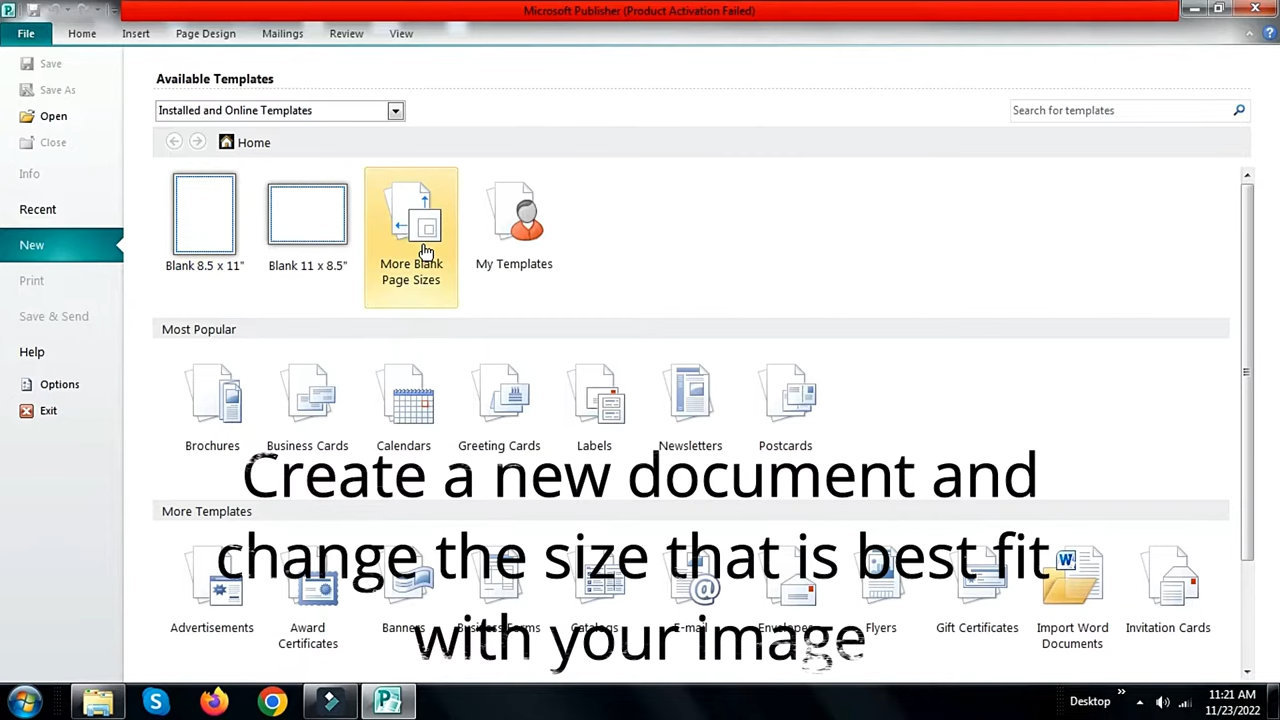 Microsoft Publisher (Product Activation Failed)
File Home Insert Page Design Mailings Review View
Save
Save As
Open
Close
Info
Recent
New
Print
Save & Send
Help
Options
Exit
Available Templates
Installed and Online Templates
Search for templates
Home
Blank 8.5 x 11"
Blank 11 x 8.5"
More Blank
Page Sizes
My Templates
Most Popular
Brochures
Business Cards
Calendars
Greeting Cards
Labels
Newsletters
Postcards
Create a new document and
More Templates
change the size that is best fit
Advertisements
Award
Certificates
Banners
Business Forms
Catalogs
E-mail
Envelopes
Flyers
Gift Certificates
Import Word
Documents
Invitation Cards
with your image
Desktop
11:21 AM
11/23/2022